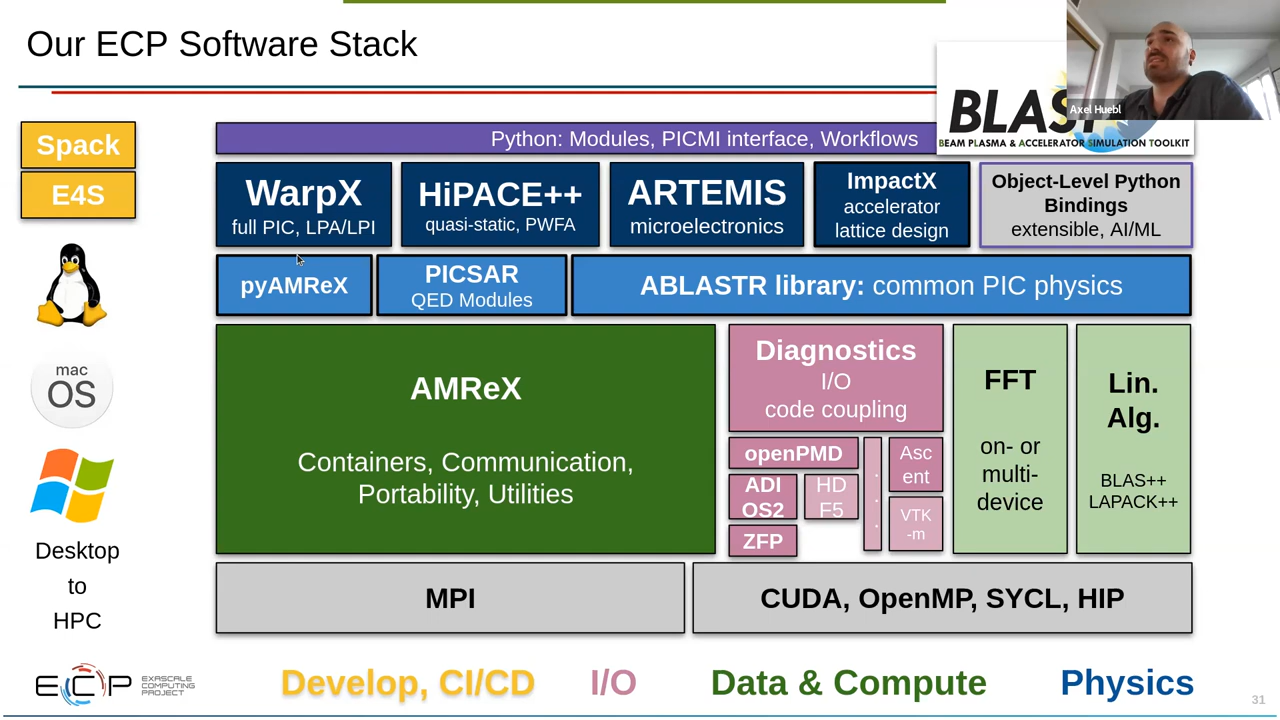 Our ECP Software Stack
Axel Huebl
BLAS
BEAM PLASMA & ACCELERATOR SIMULATION TOOLKIT
Spack
E4S
Python: Modules, PICMI interface, Workflows
WarpX
full PIC, LPA/LPI
HiPACE++
quasi-static, PWFA
ARTEMIS
microelectronics
ImpactX
accelerator
lattice design
Object-Level Python
Bindings
extensible, AI/ML
pyAMReX
PICSAR
QED Modules
ABLASTR library: common PIC physics
mac
OS
AMReX
Containers, Communication,
Portability, Utilities
Diagnostics
I/O
code coupling
openPMD
ADI
OS2
HD
F5
ZFP
.
.
.
Asc
ent
VTK
-m
FFT
on- or
multi-
device
Lin.
Alg.
BLAS++
LAPACK++
Desktop
to
HPC
MPI
CUDA, OpenMP, SYCL, HIP
ECP
EXASCALE
COMPUTING
PROJECT
Develop, CI/CD
I/O
Data & Compute
Physics
31